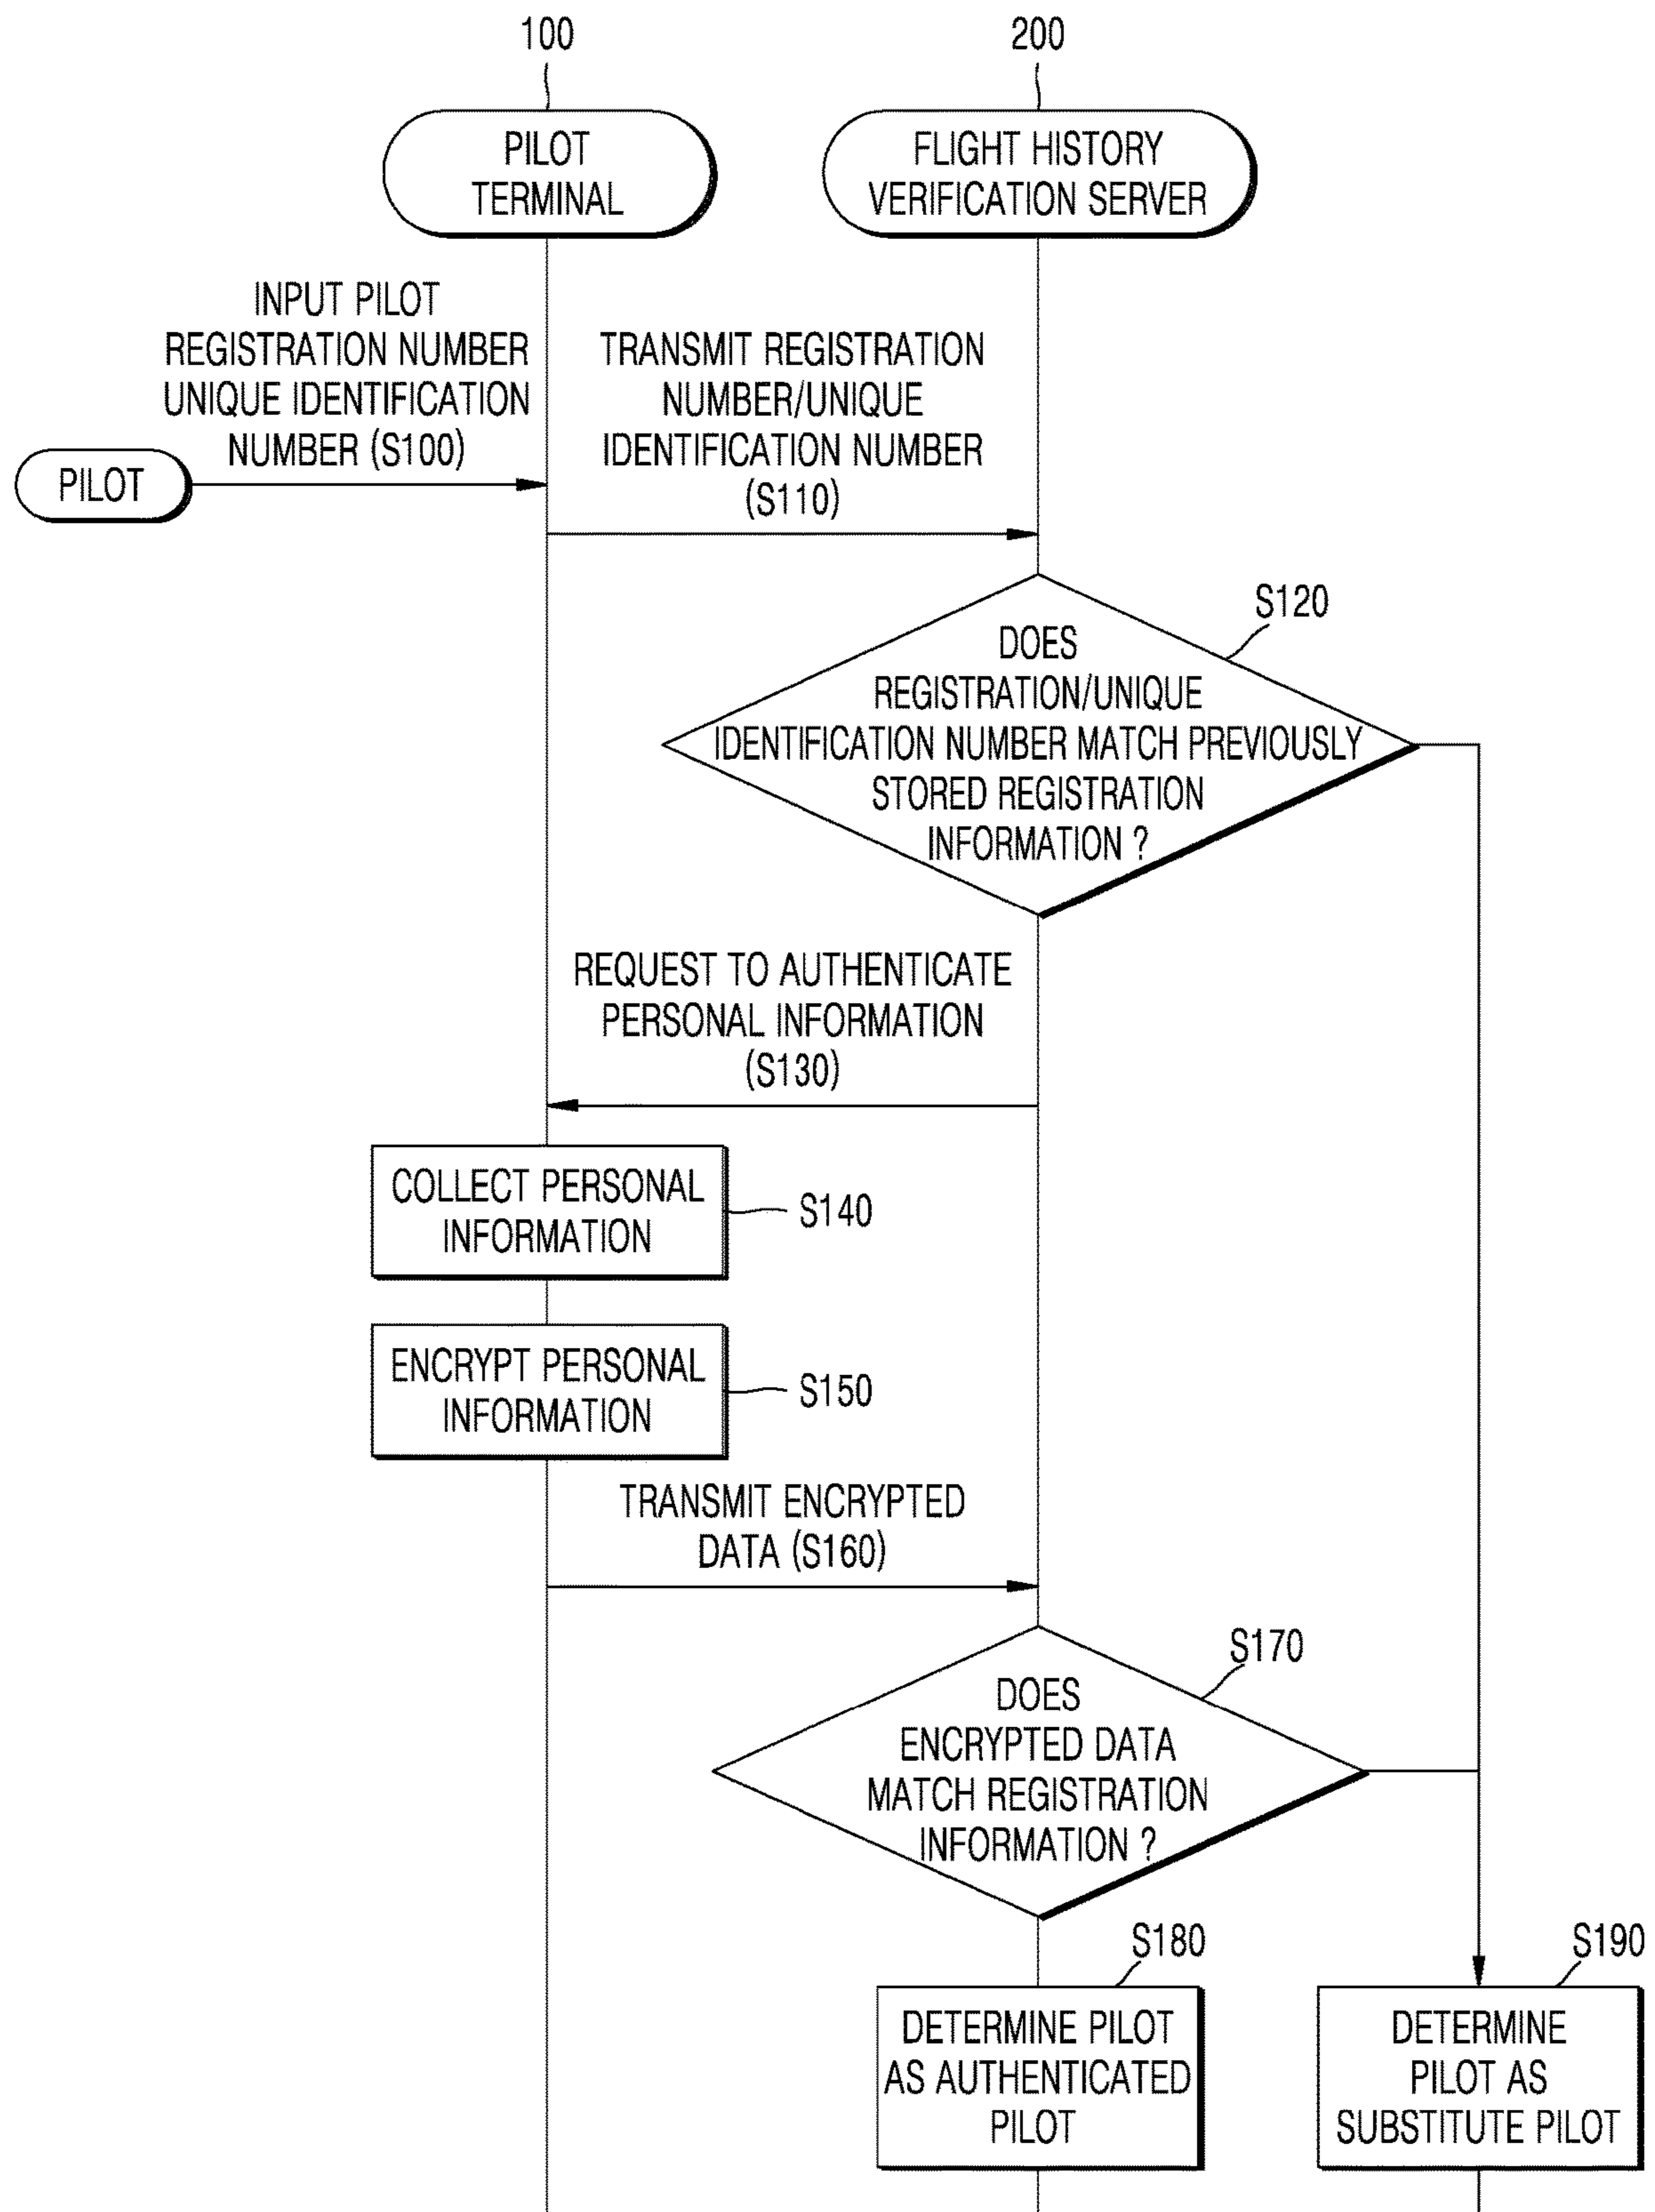 100
200
PILOT
TERMINAL
FLIGHT HISTORY
VERIFICATION SERVER
INPUT PILOT
REGISTRATION NUMBER
UNIQUE IDENTIFICATION
NUMBER (S100)
PILOT
TRANSMIT REGISTRATION
NUMBER/UNIQUE
IDENTIFICATION NUMBER
(S110)
S120
DOES
REGISTRATION/UNIQUE
IDENTIFICATION NUMBER MATCH PREVIOUSLY
STORED REGISTRATION
INFORMATION ?
REQUEST TO AUTHENTICATE
PERSONAL INFORMATION
(S130)
COLLECT PERSONAL
INFORMATION
S140
ENCRYPT PERSONAL
INFORMATION
S150
TRANSMIT ENCRYPTED
DATA (S160)
S170
DOES
ENCRYPTED DATA
MATCH REGISTRATION
INFORMATION ?
S180
DETERMINE PILOT
AS AUTHENTICATED
PILOT
S190
DETERMINE
PILOT AS
SUBSTITUTE PILOT